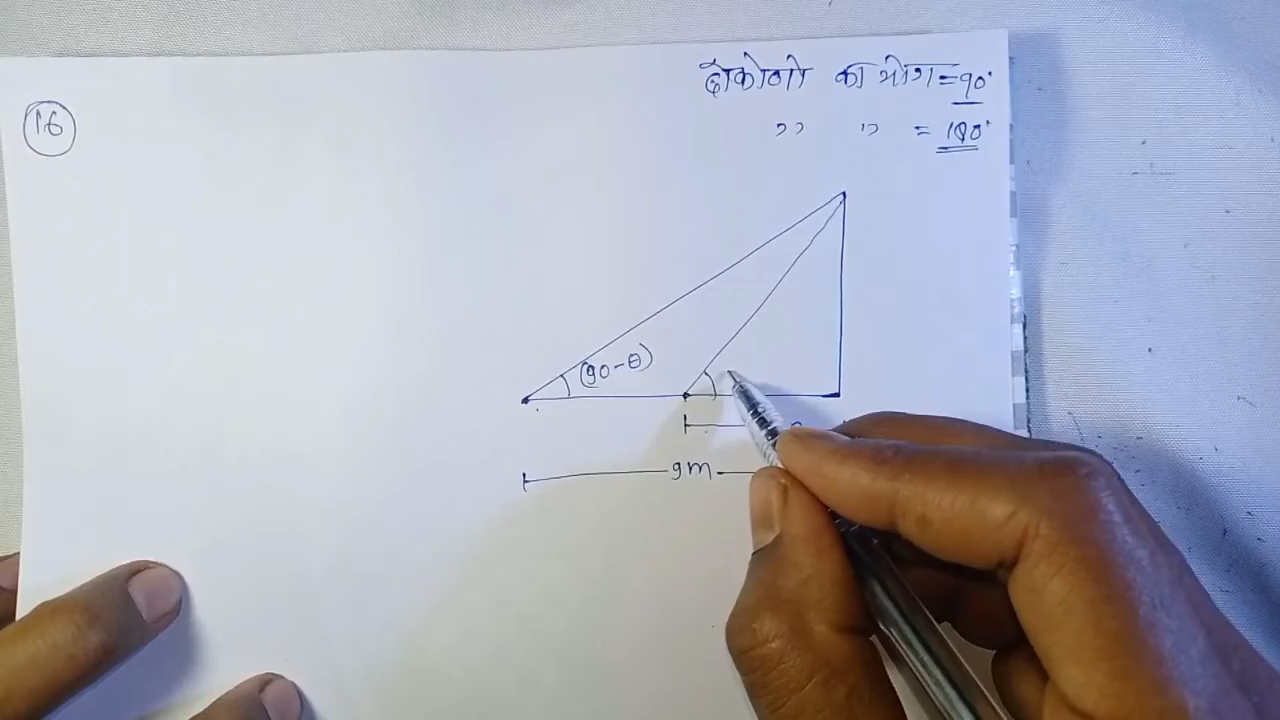 दो कोणों का योग = 90°
,, ,, = 180°
16
(90-θ)
9m